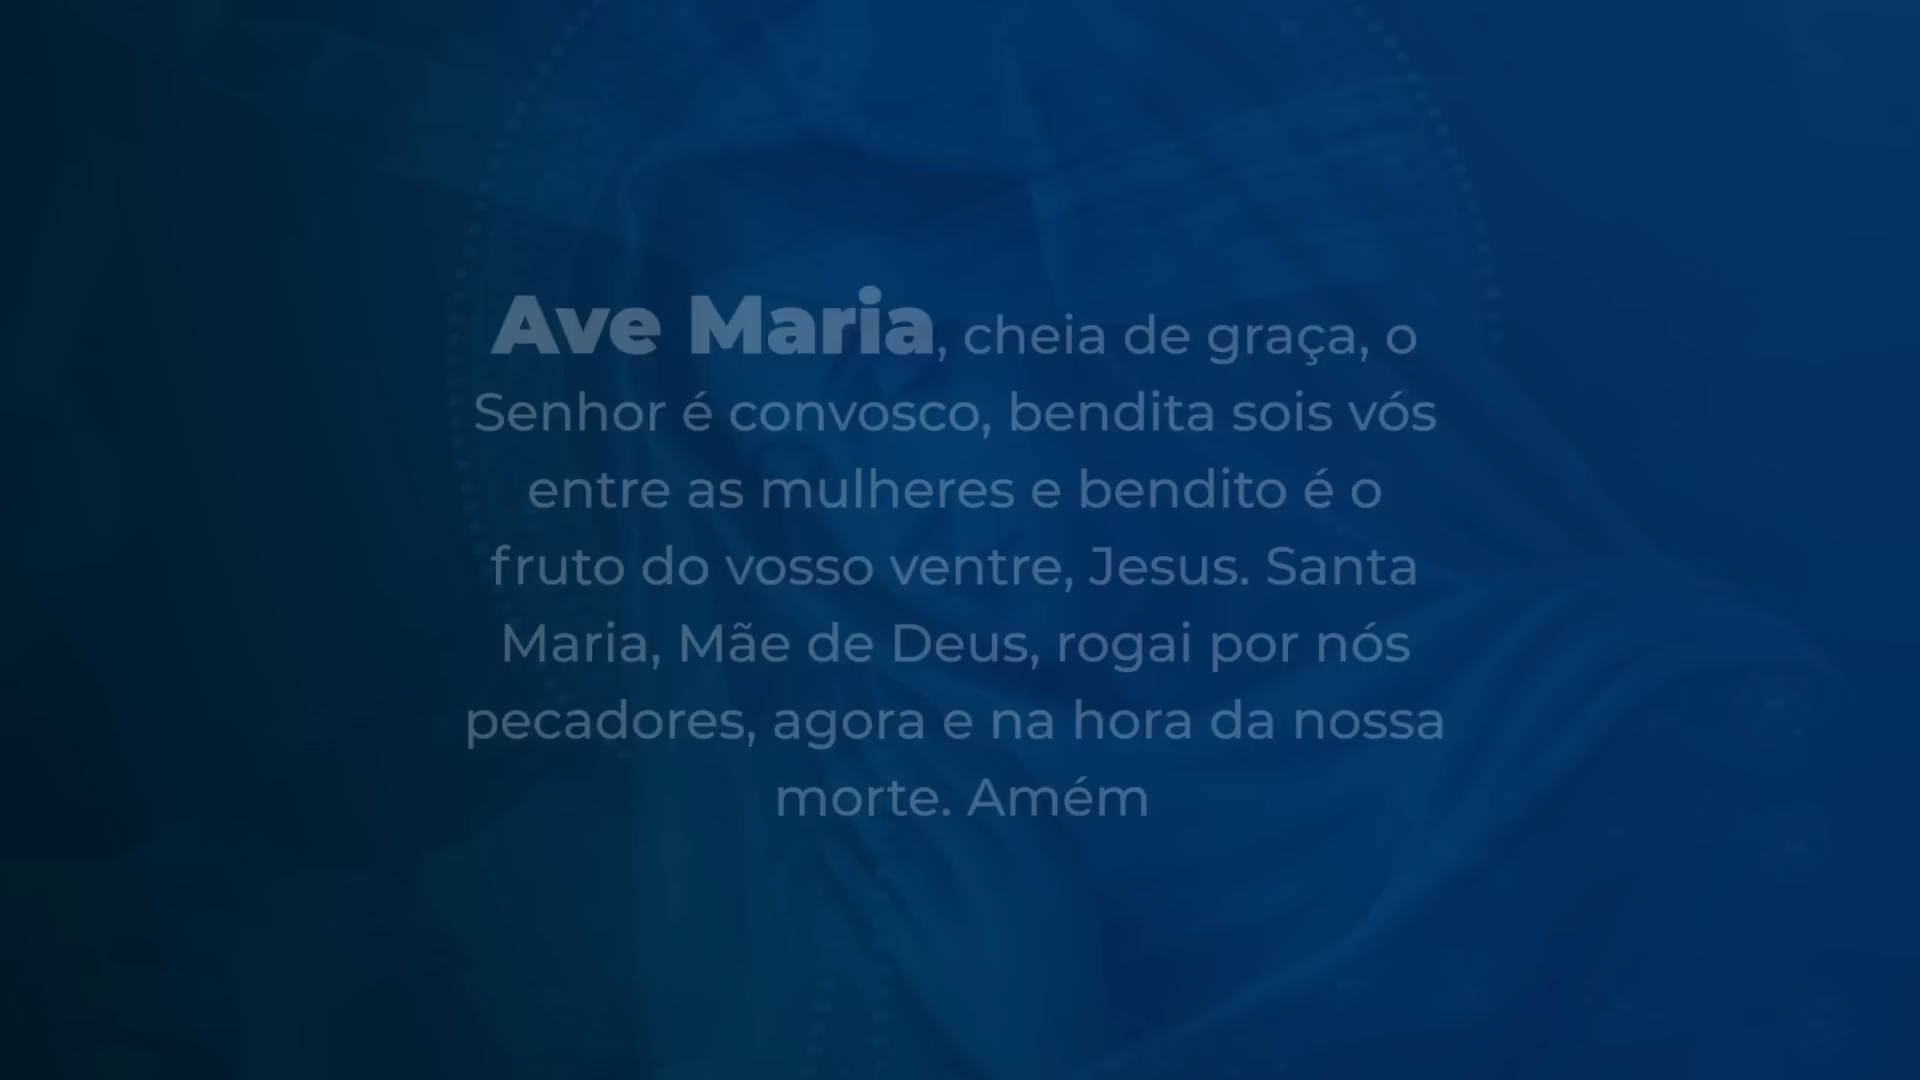 Ave Maria, cheia de graça, o
Senhor é convosco, bendita sois vós
entre as mulheres e bendito é o
fruto do vosso ventre, Jesus. Santa
Maria, Mãe de Deus, rogai por nós
pecadores, agora e na hora da nossa
morte. Amém